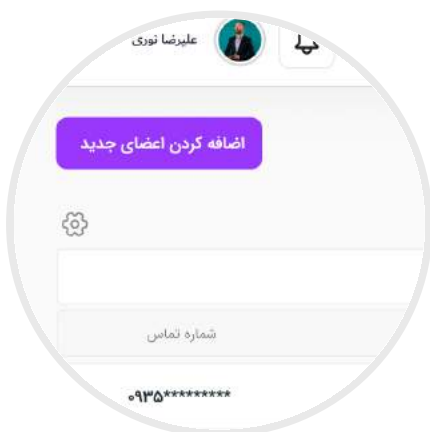 علیرضا نوری
اضافه کردن اعضای جدید
شماره تماس
۰۹۳۵*********